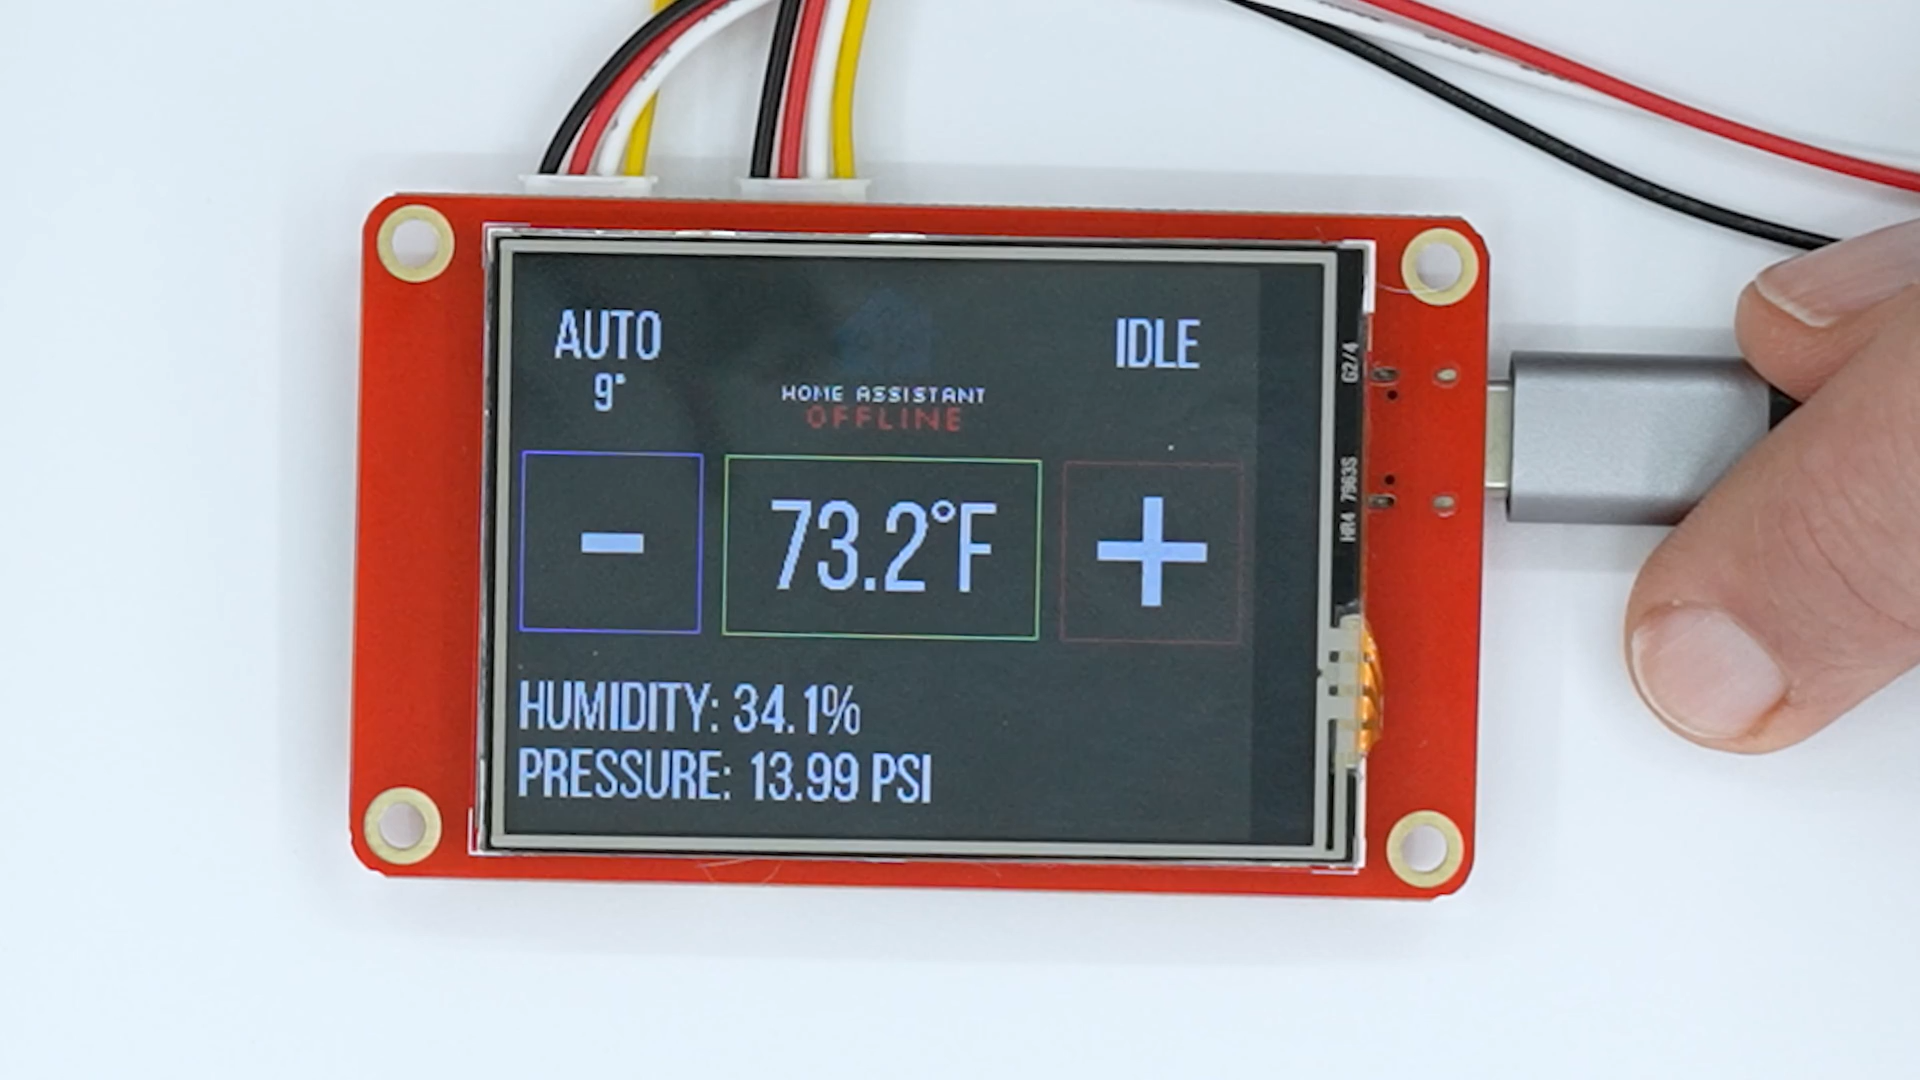 AUTO
9°
HOME ASSISTANT
OFFLINE
IDLE
-
73.2°F
+
HUMIDITY: 34.1%
PRESSURE: 13.99 PSI
G2/4
HR4 7963S